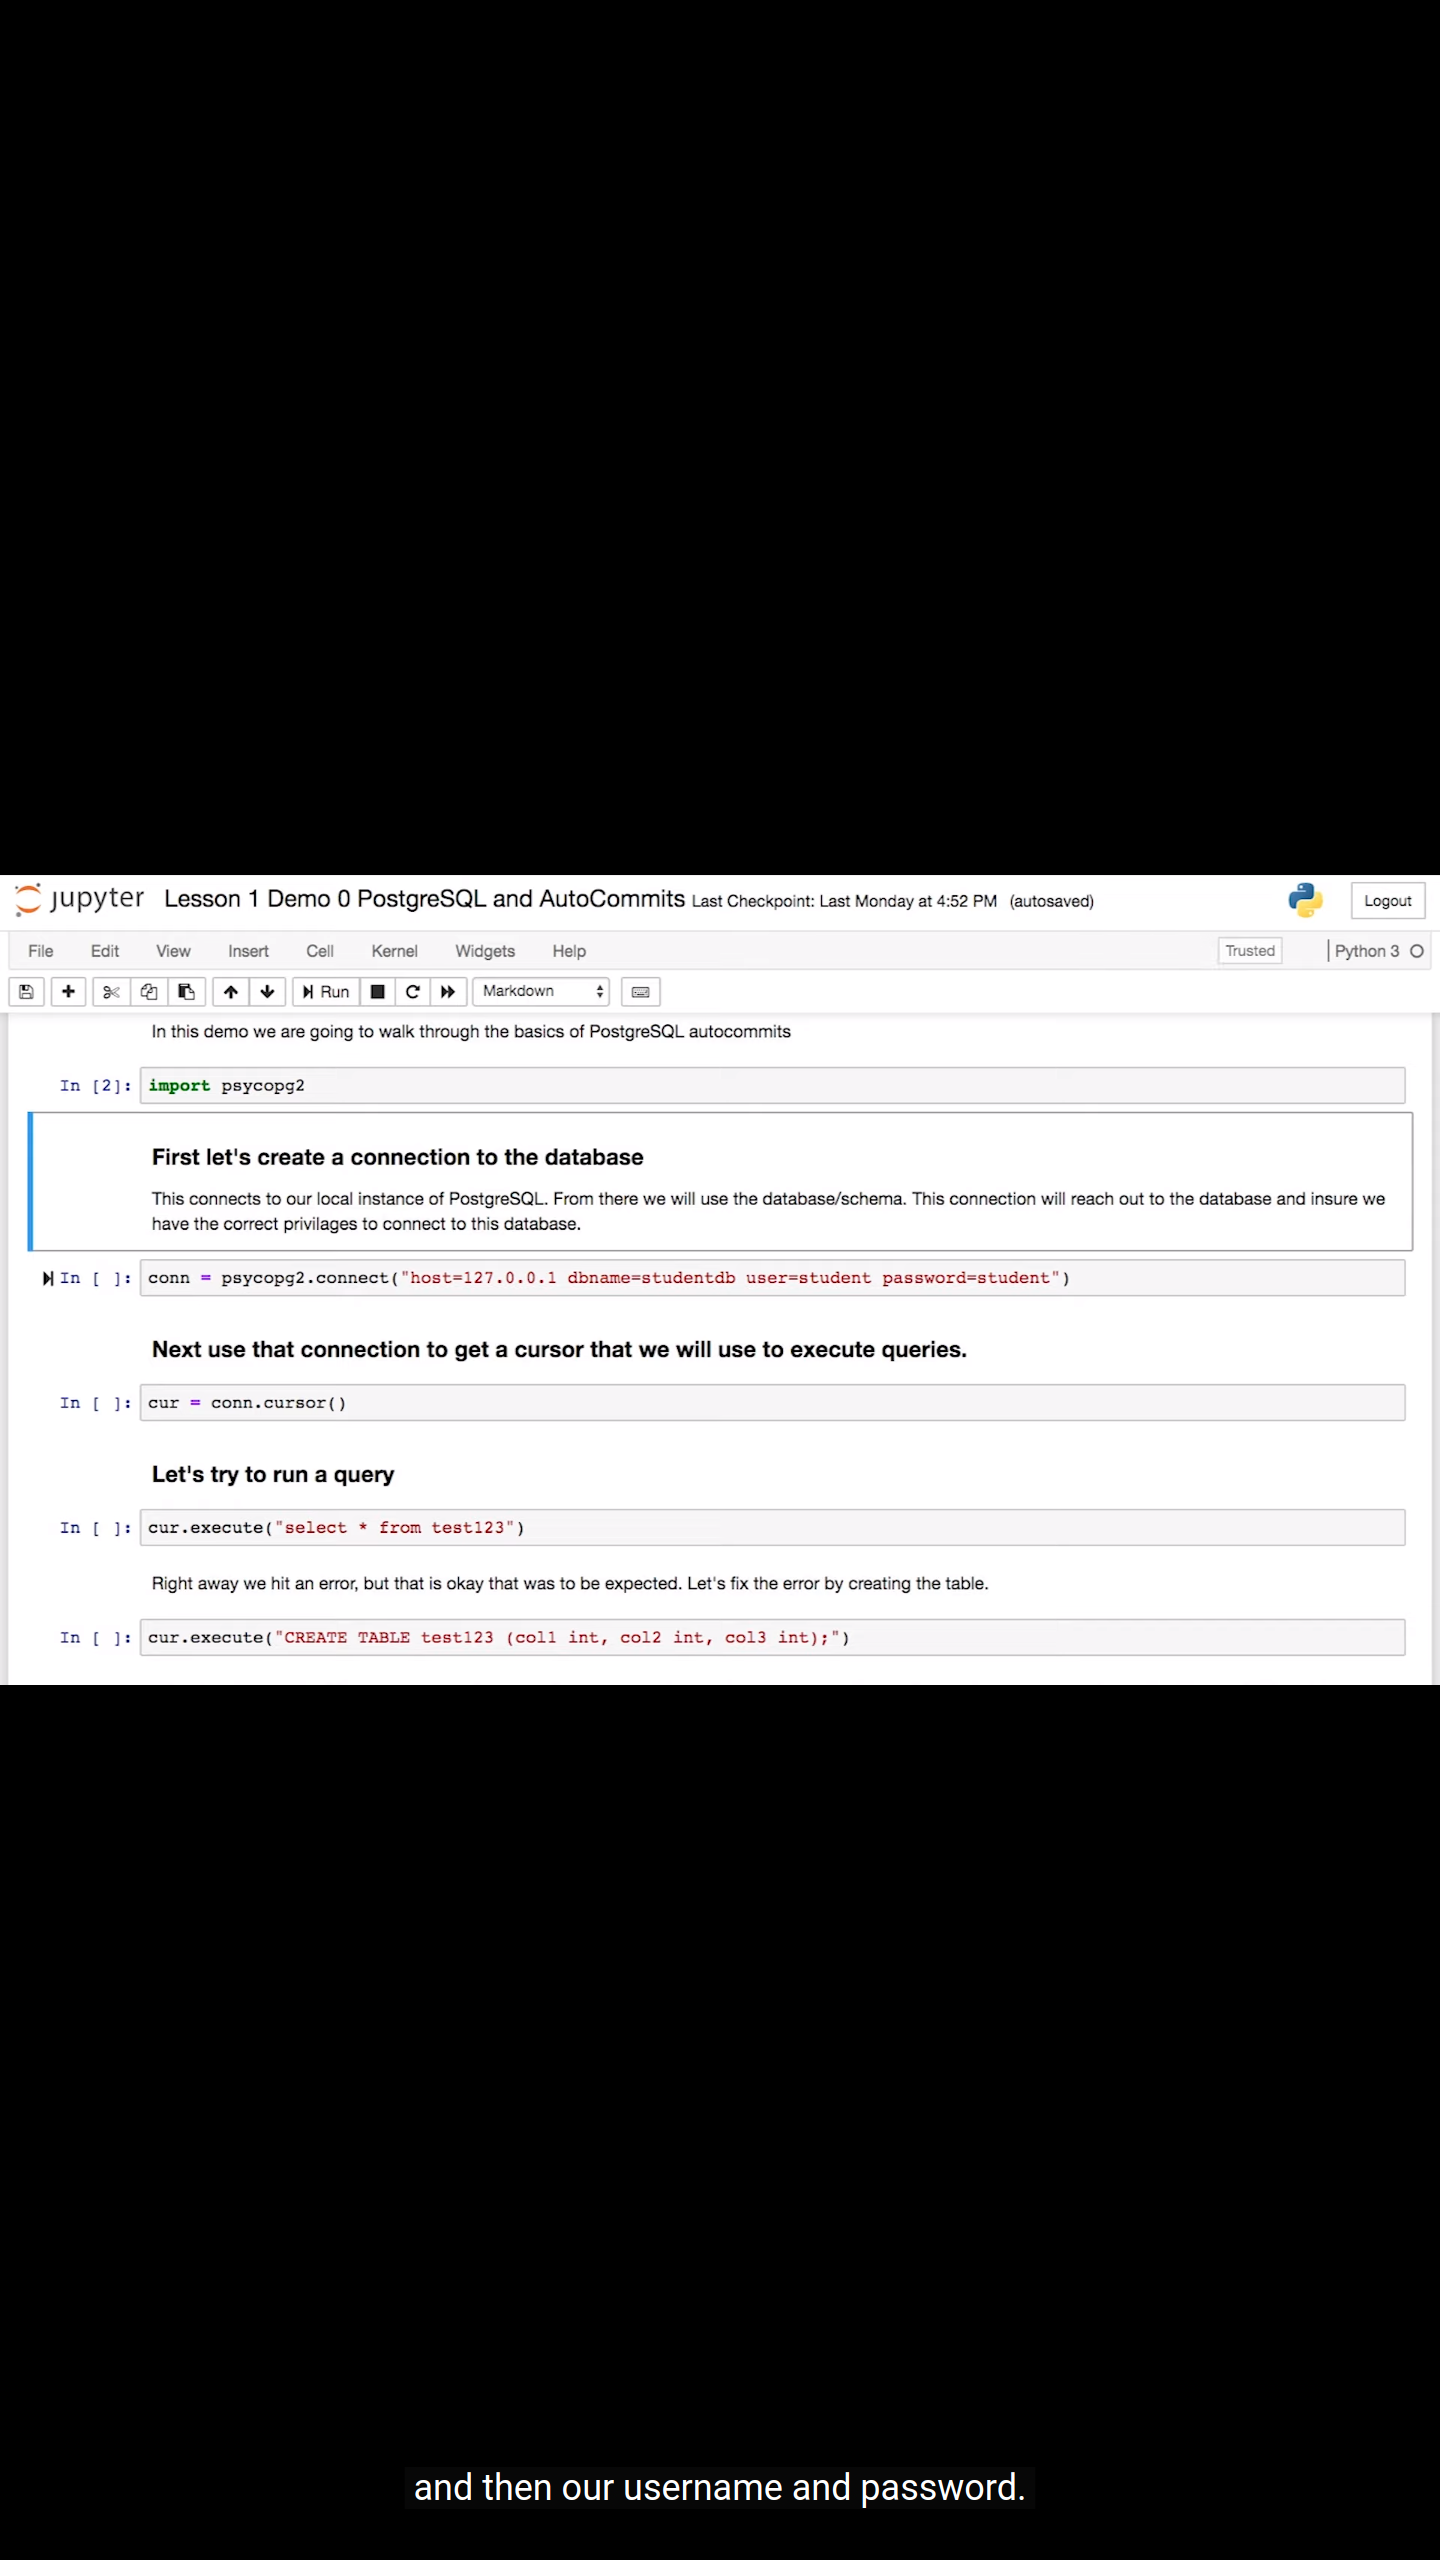 jupyter Lesson 1 Demo 0 PostgreSQL and AutoCommits Last Checkpoint: Last Monday at 4:52 PM (autosaved) Logout
File Edit View Insert Cell Kernel Widgets Help Trusted Python 3
Run Markdown
In this demo we are going to walk through the basics of PostgreSQL autocommits
In [2]: import psycopg2
First let's create a connection to the database
This connects to our local instance of PostgreSQL. From there we will use the database/schema. This connection will reach out to the database and insure we
have the correct privilages to connect to this database.
In [ ]: conn = psycopg2.connect("host=127.0.0.1 dbname=studentdb user=student password=student")
Next use that connection to get a cursor that we will use to execute queries.
In [ ]: cur = conn.cursor()
Let's try to run a query
In [ ]: cur.execute("select * from test123")
Right away we hit an error, but that is okay that was to be expected. Let's fix the error by creating the table.
In [ ]: cur.execute("CREATE TABLE test123 (col1 int, col2 int, col3 int);")
and then our username and password.